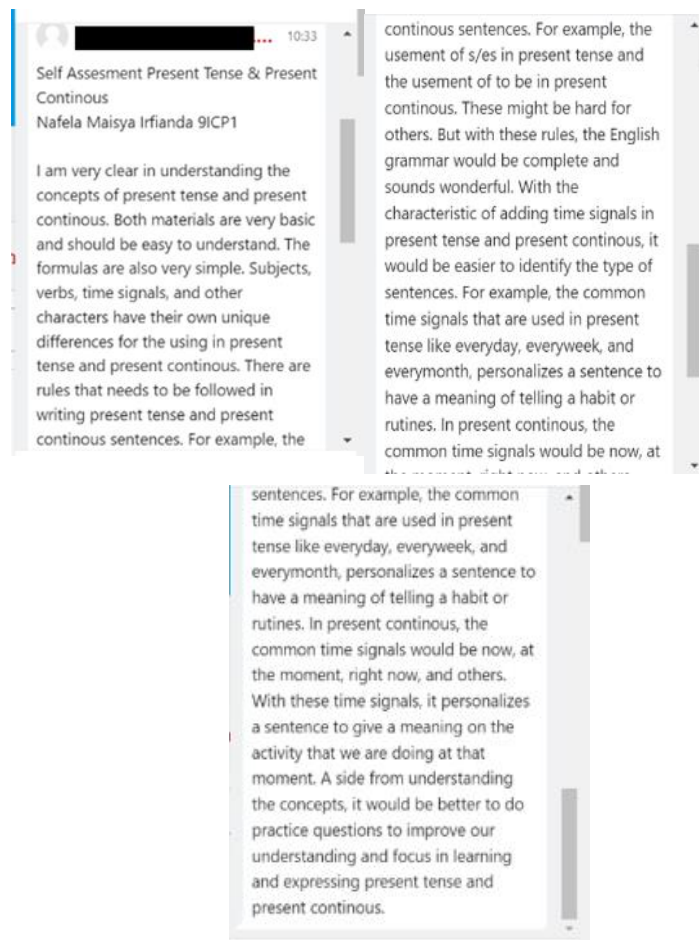 10:33
Self Assesment Present Tense & Present
Continous
Nafela Maisya Irfianda 9ICP1
I am very clear in understanding the
concepts of present tense and present
continous. Both materials are very basic
and should be easy to understand. The
formulas are also very simple. Subjects,
verbs, time signals, and other
characters have their own unique
differences for the using in present
tense and present continous. There are
rules that needs to be followed in
writing present tense and present
continous sentences. For example, the
continous sentences. For example, the
usement of s/es in present tense and
the usement of to be in present
continous. These might be hard for
others. But with these rules, the English
grammar would be complete and
sounds wonderful. With the
characteristic of adding time signals in
present tense and present continous, it
would be easier to identify the type of
sentences. For example, the common
time signals that are used in present
tense like everyday, everyweek, and
everymonth, personalizes a sentence to
have a meaning of telling a habit or
rutines. In present continous, the
common time signals would be now, at
sentences. For example, the common
time signals that are used in present
tense like everyday, everyweek, and
everymonth, personalizes a sentence to
have a meaning of telling a habit or
rutines. In present continous, the
common time signals would be now, at
the moment, right now, and others.
With these time signals, it personalizes
a sentence to give a meaning on the
activity that we are doing at that
moment. A side from understanding
the concepts, it would be better to do
practice questions to improve our
understanding and focus in learning
and expressing present tense and
present continous.